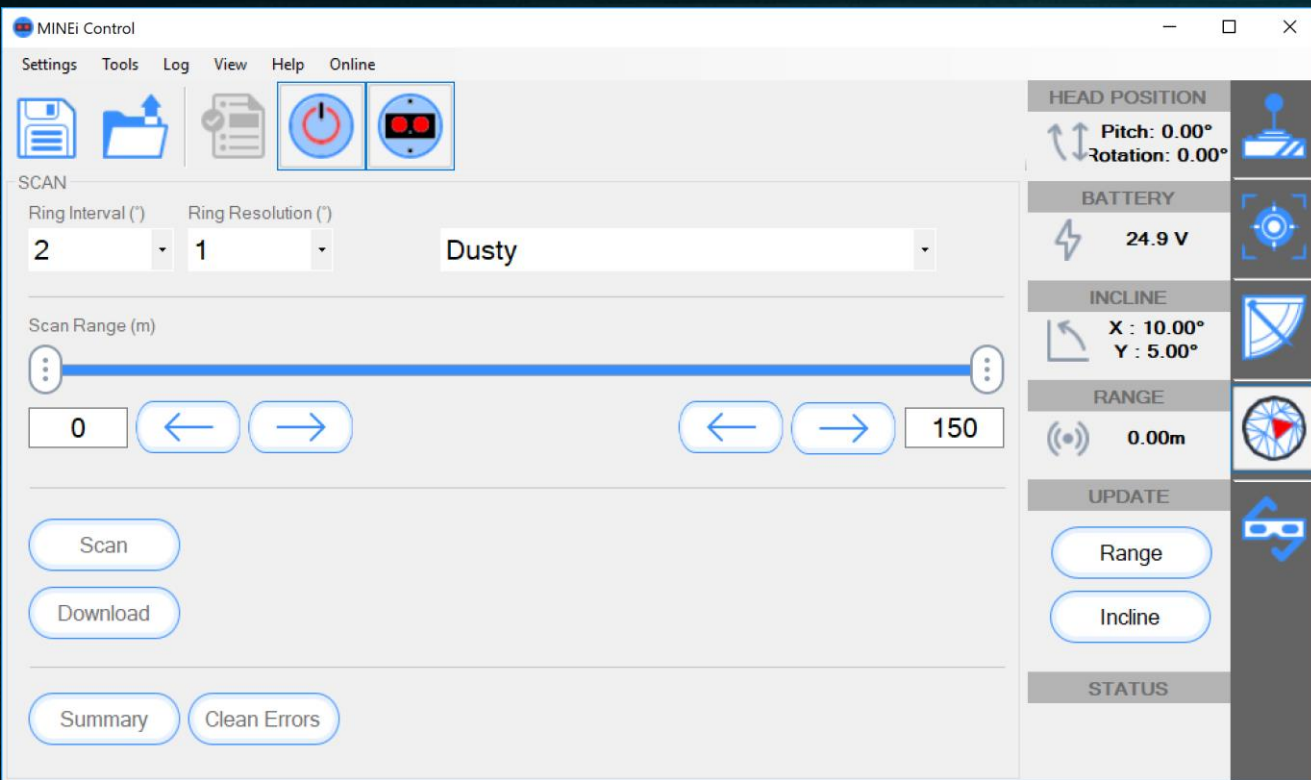 MINEi Control
Settings Tools Log View Help Online
SCAN
Ring Interval (°) Ring Resolution (°)
2 1 Dusty
Scan Range (m)
0 150
Scan
Download
Summary Clean Errors
HEAD POSITION
Pitch: 0.00°
Rotation: 0.00°
BATTERY
24.9 V
INCLINE
X : 10.00°
Y : 5.00°
RANGE
0.00m
UPDATE
Range
Incline
STATUS